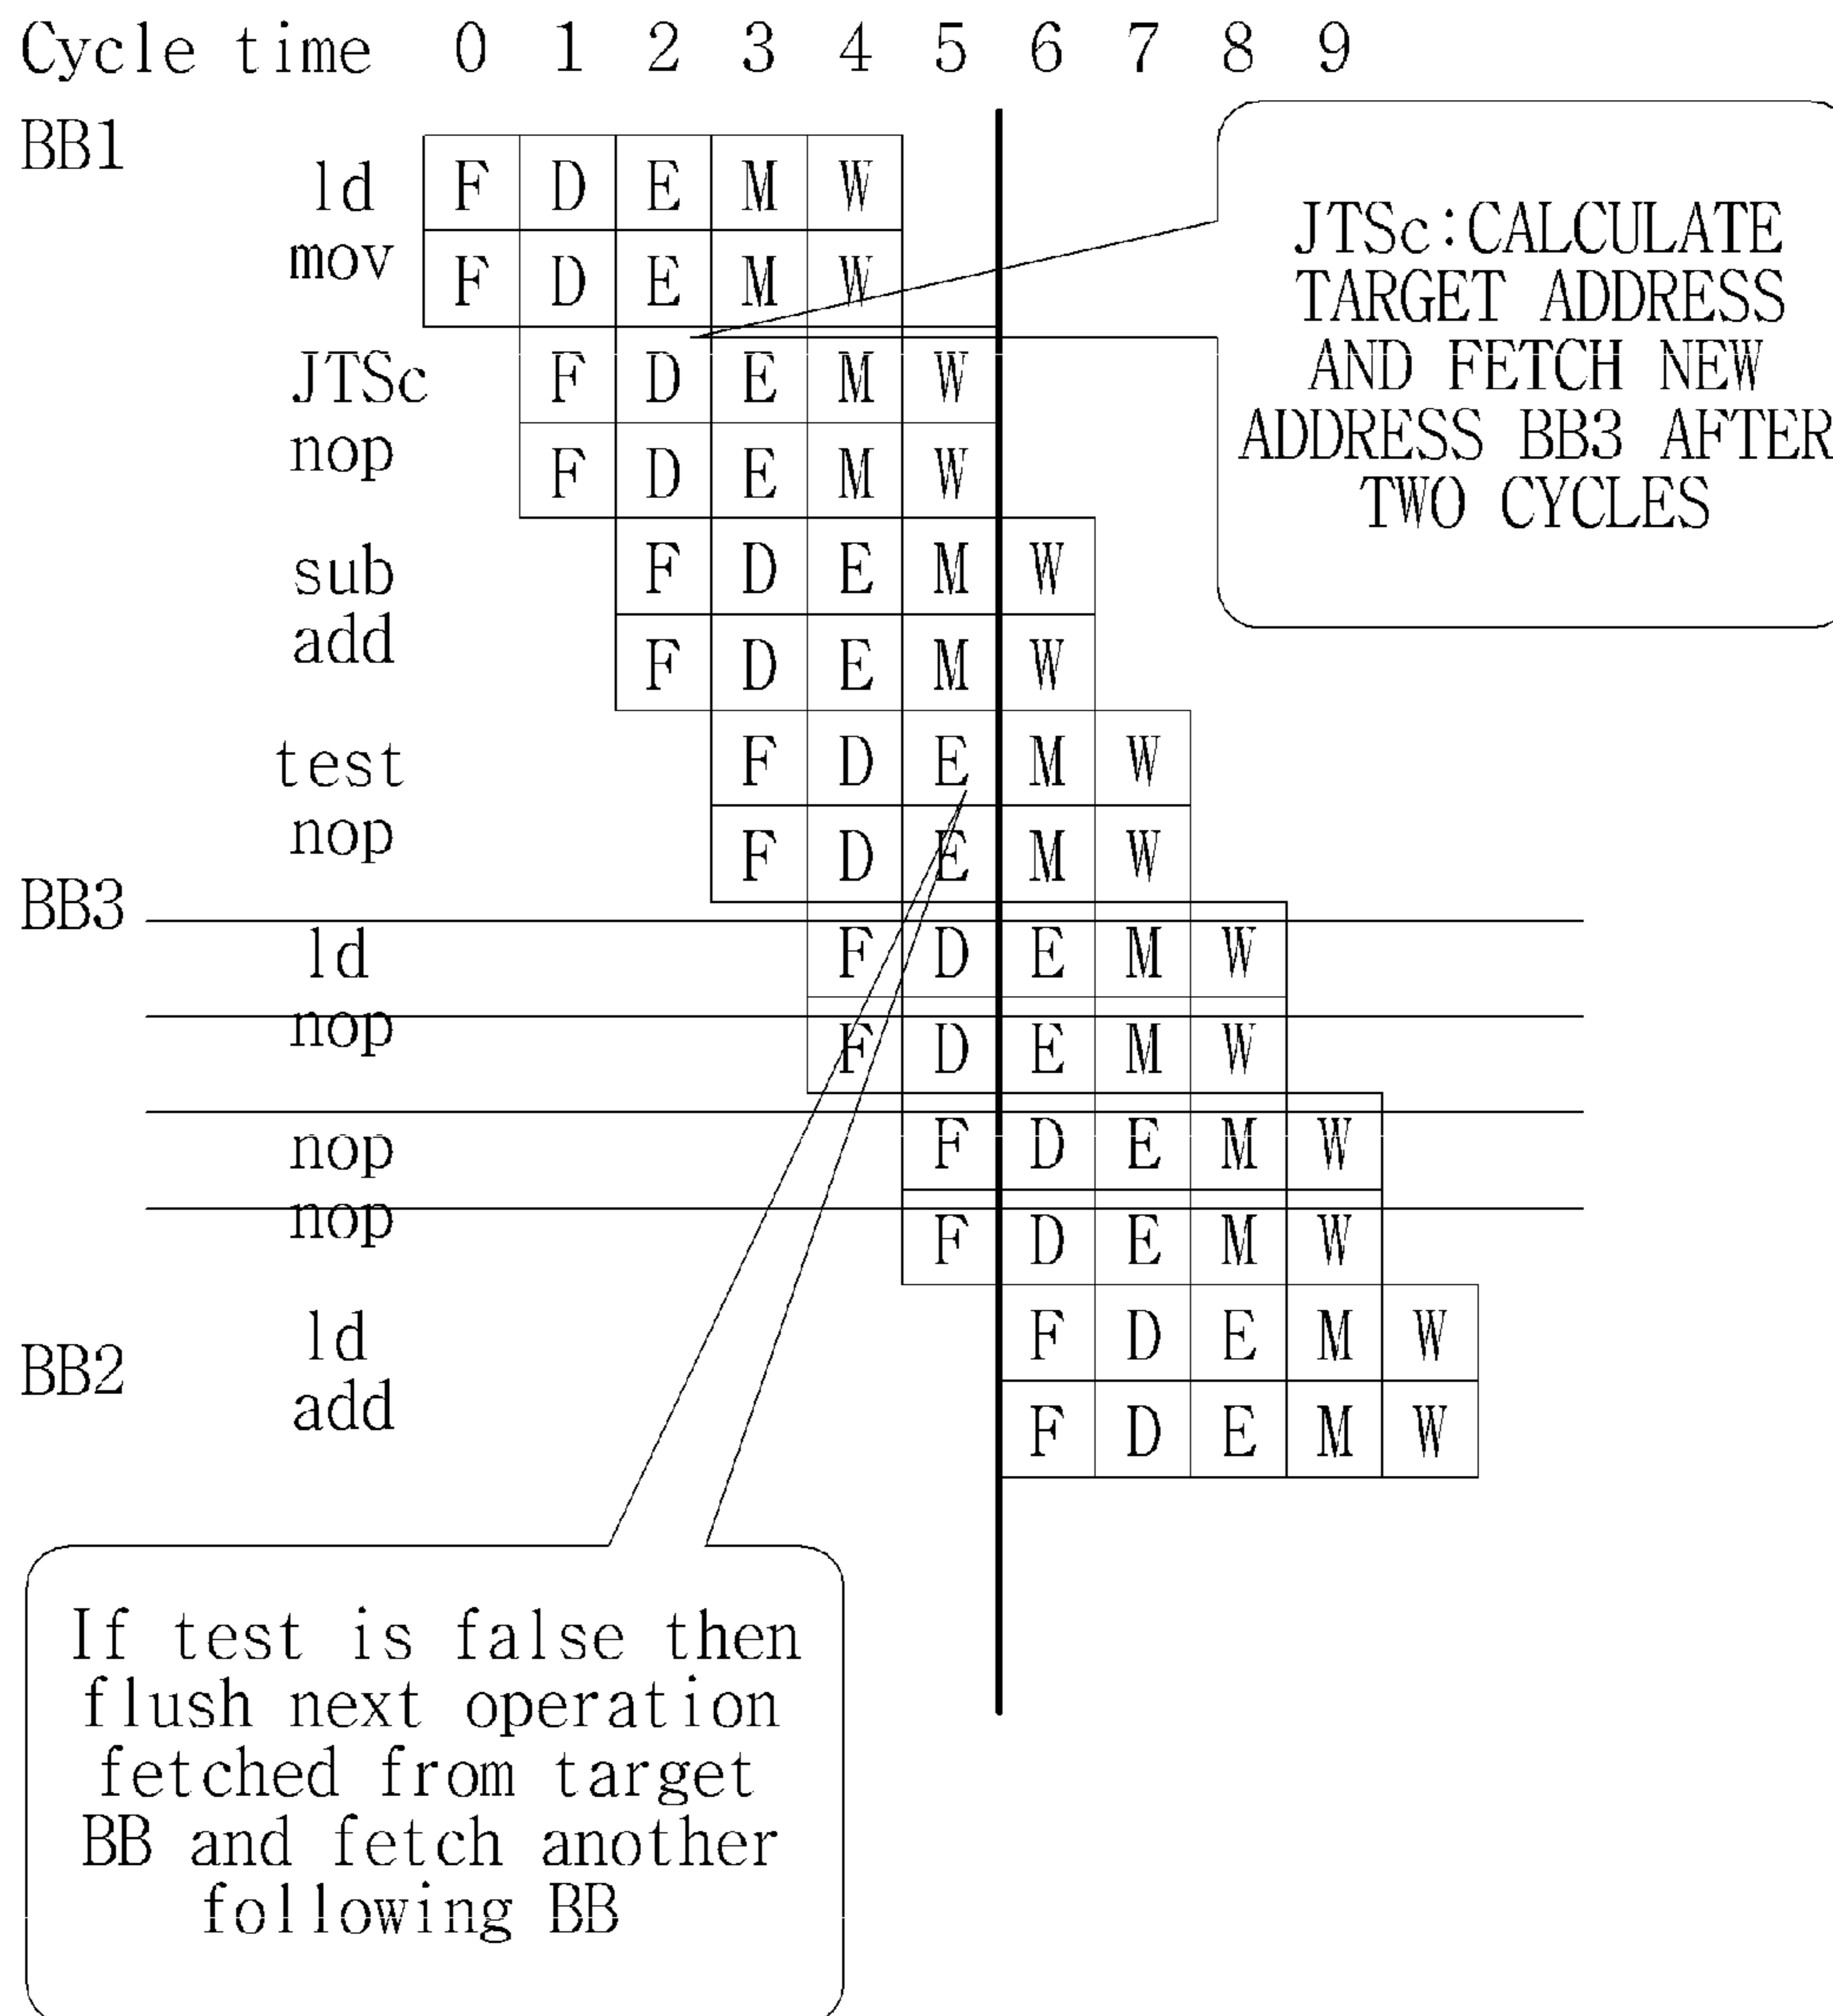 Cycle time 0 1 2 3 4 5 6 7 8 9
BB1
ld F D E M W
mov F D E M W
JTSc F D E M W
nop F D E M W
sub F D E M W
add F D E M W
test F D E M W
nop F D E M W
BB3
ld F D E M W
nop F D E M W
nop F D E M W
nop F D E M W
BB2
ld F D E M W
add F D E M W
JTSc:CALCULATE
TARGET ADDRESS
AND FETCH NEW
ADDRESS BB3 AFTER
TWO CYCLES
If test is false then
flush next operation
fetched from target
BB and fetch another
following BB